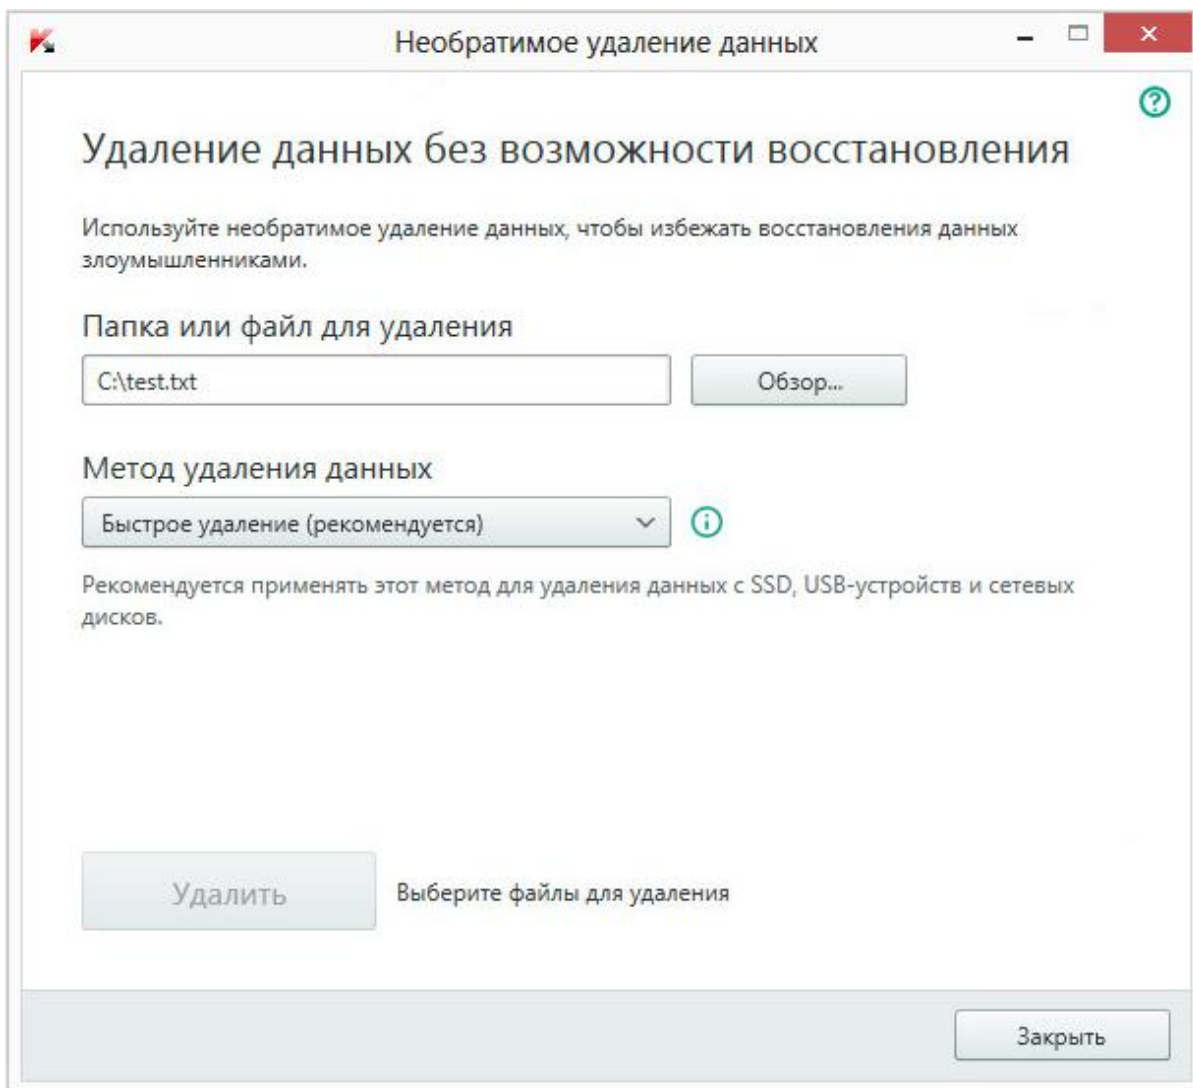 Необратимое удаление данных
Удаление данных без возможности восстановления
Используйте необратимое удаление данных, чтобы избежать восстановления данных
злоумышленниками.
Папка или файл для удаления
C:\test.txt
Обзор...
Метод удаления данных
Быстрое удаление (рекомендуется)
Рекомендуется применять этот метод для удаления данных с SSD, USB-устройств и сетевых
дисков.
Удалить
Выберите файлы для удаления
Закрыть